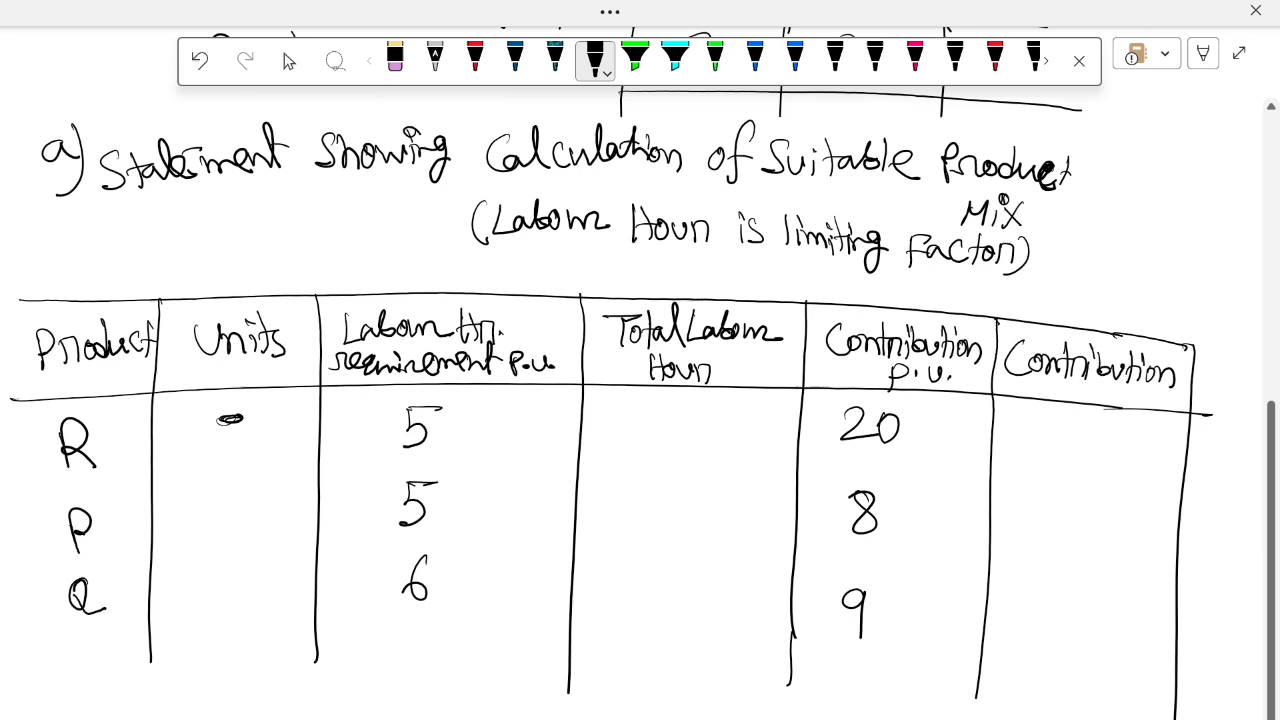 a) Statement Showing Calculation of Suitable Product
Mix
(Labour Hour is limiting Factor)
Product Units Labour Hr. requirement P.U. Total Labour Hour Contribution P.U. Contribution
R - 5 20
P 5 8
Q 6 9